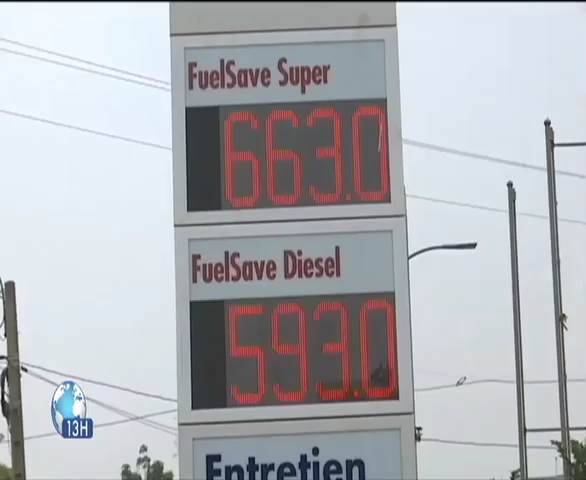 FuelSave Super
663.0
FuelSave Diesel
593.0
Entretien
13H